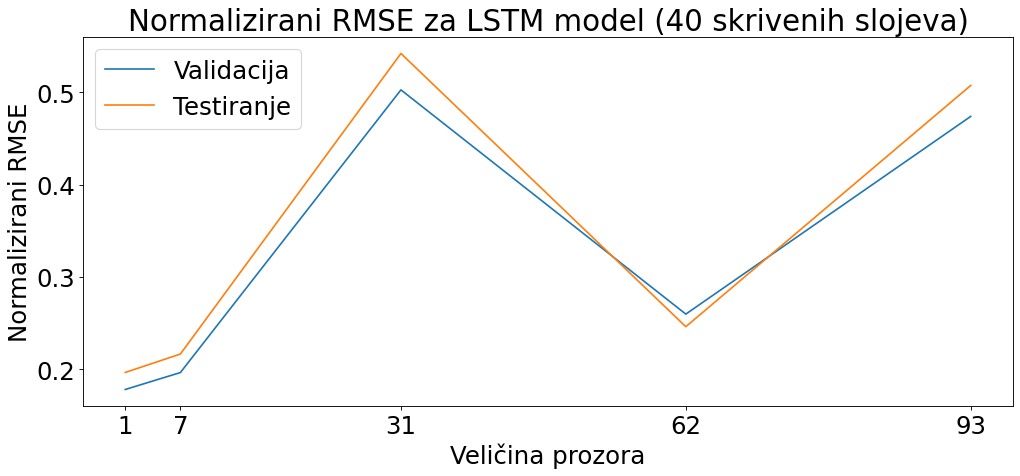 Normalizirani RMSE za LSTM model (40 skrivenih slojeva)
Validacija
Testiranje
Normalizirani RMSE
0.5
0.4
0.3
0.2
1 7 31 62 93
Veličina prozora